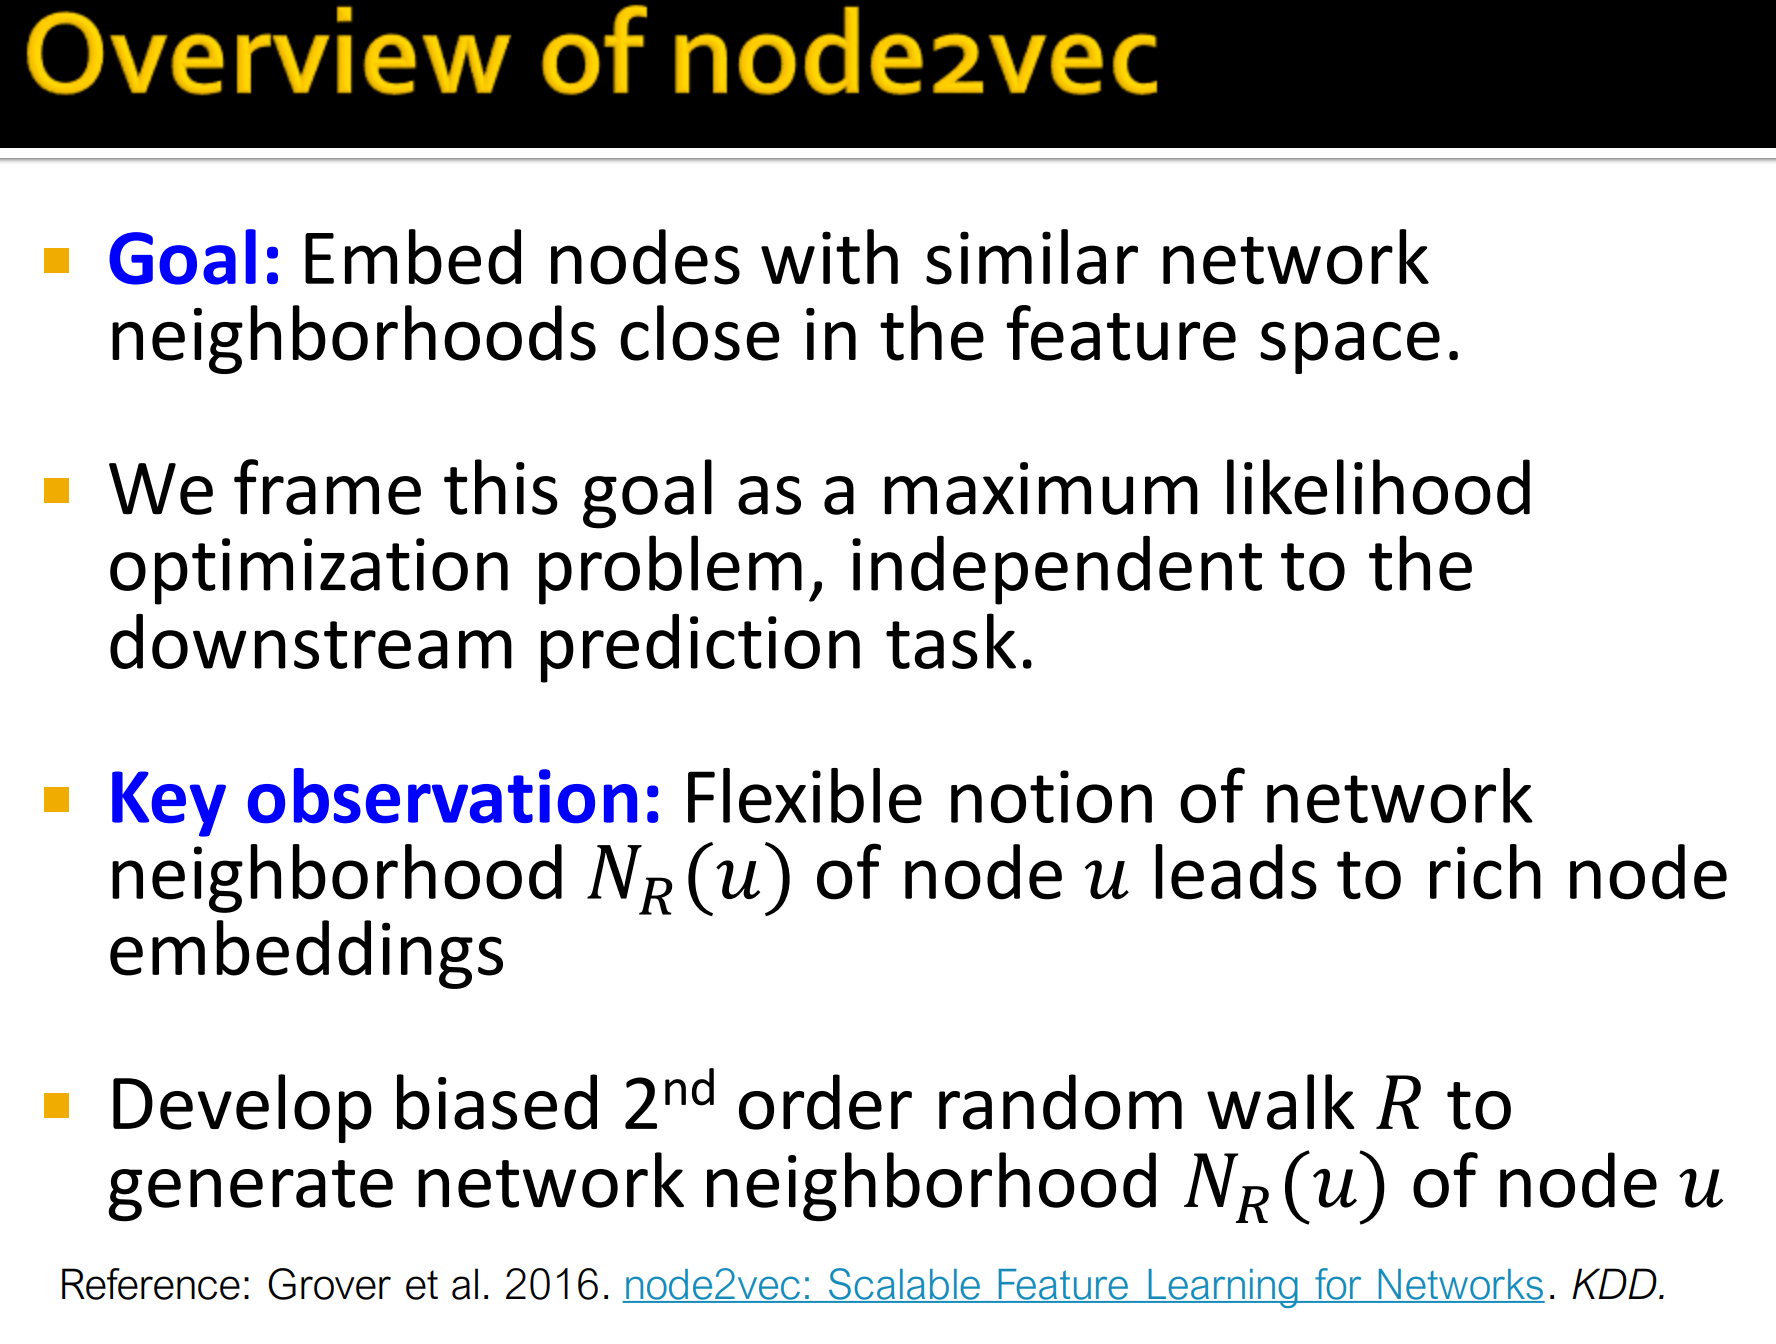 Overview of node2vec
Goal: Embed nodes with similar network
neighborhoods close in the feature space.
We frame this goal as a maximum likelihood
optimization problem, independent to the
downstream prediction task.
Key observation: Flexible notion of network
neighborhood N_R(u) of node u leads to rich node
embeddings
Develop biased 2nd order random walk R to
generate network neighborhood N_R(u) of node u
Reference: Grover et al. 2016. node2vec: Scalable Feature Learning for Networks. KDD.